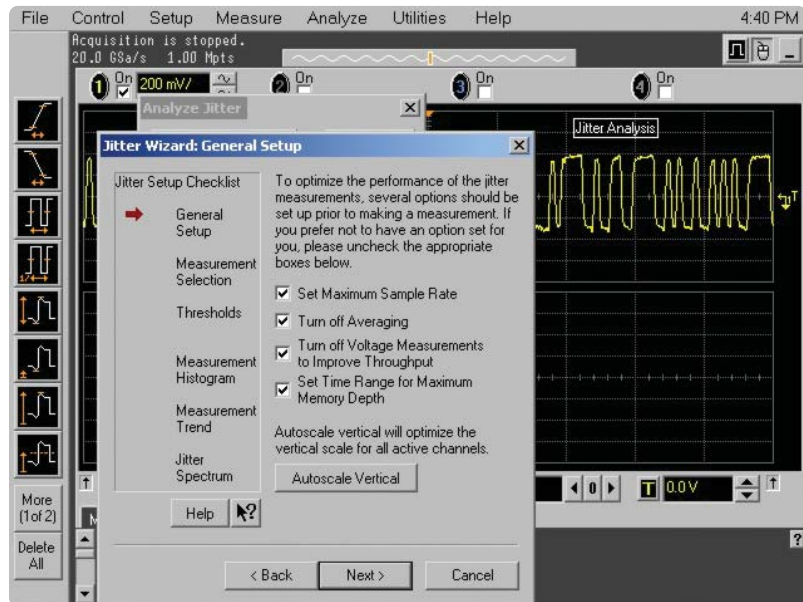 File Control Setup Measure Analyze Utilities Help 4:40 PM
Acquisition is stopped.
20.0 GSa/s 1.00 Mpts
1 On 200 mV/ 2 On 3 On 4 On
Analyze Jitter
Jitter Analysis
Jitter Wizard: General Setup
Jitter Setup Checklist
General
Setup
Measurement
Selection
Thresholds
Measurement
Histogram
Measurement
Trend
Jitter
Spectrum
To optimize the performance of the jitter
measurements, several options should be
set up prior to making a measurement. If
you prefer not to have an option set for
you, please uncheck the appropriate
boxes below.
Set Maximum Sample Rate
Turn off Averaging
Turn off Voltage Measurements
to Improve Throughput
Set Time Range for Maximum
Memory Depth
Autoscale vertical will optimize the
vertical scale for all active channels.
Autoscale Vertical
Help
< Back Next > Cancel
More
(1 of 2)
Delete
All
0 T 0.0 V
T
?